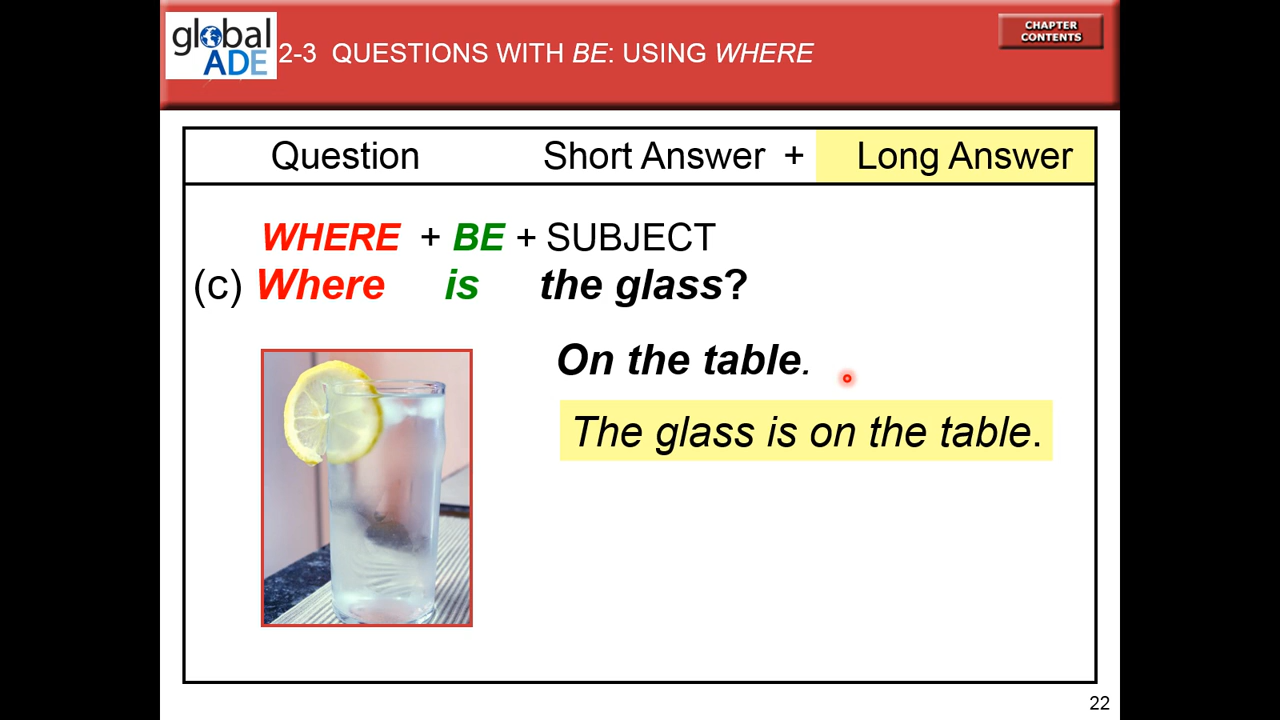 global
ADE
2-3 QUESTIONS WITH BE: USING WHERE
CHAPTER
CONTENTS
Question Short Answer + Long Answer
WHERE + BE + SUBJECT
(c) Where is the glass?
On the table.
The glass is on the table.
22